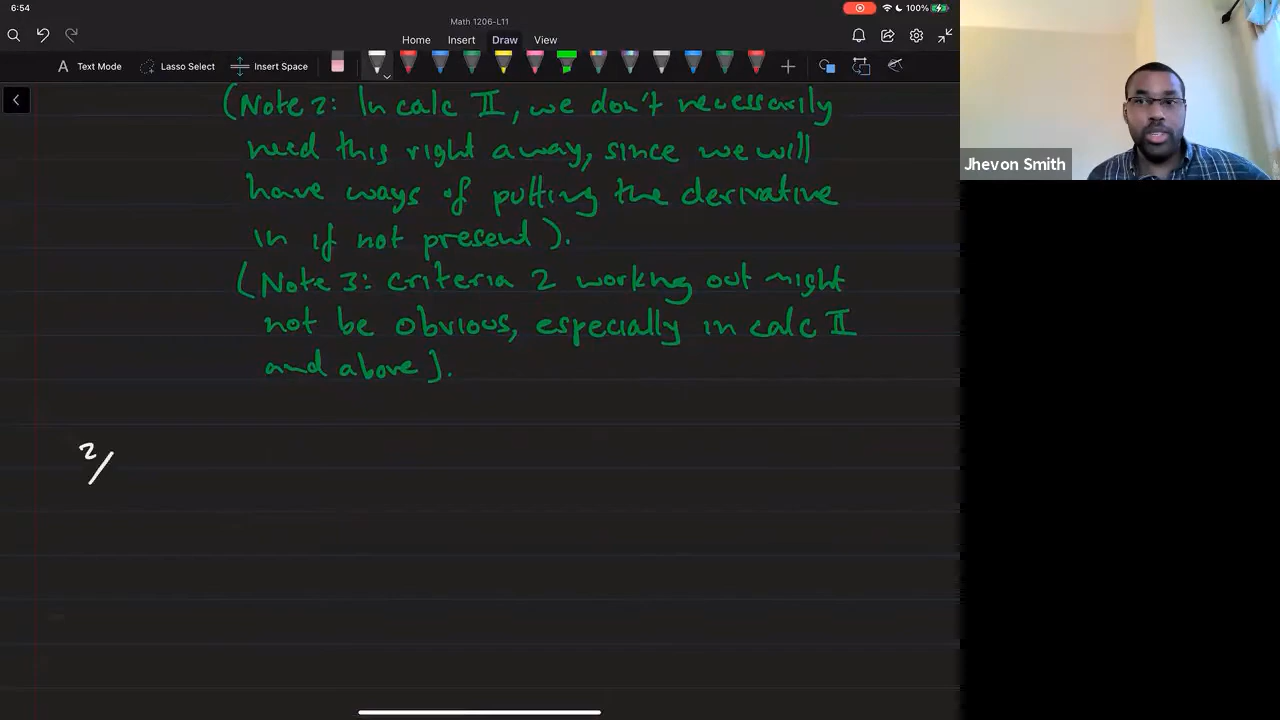 6:54
100%
Math 1206-L11
Home Insert Draw View
Text Mode Lasso Select Insert Space
(Note 2: In calc II, we don't necessarily
need this right away, since we will
have ways of putting the derivative
in if not present).
(Note 3: criteria 2 working out might
not be obvious, especially in calc II
and above).
2/
Jhevon Smith